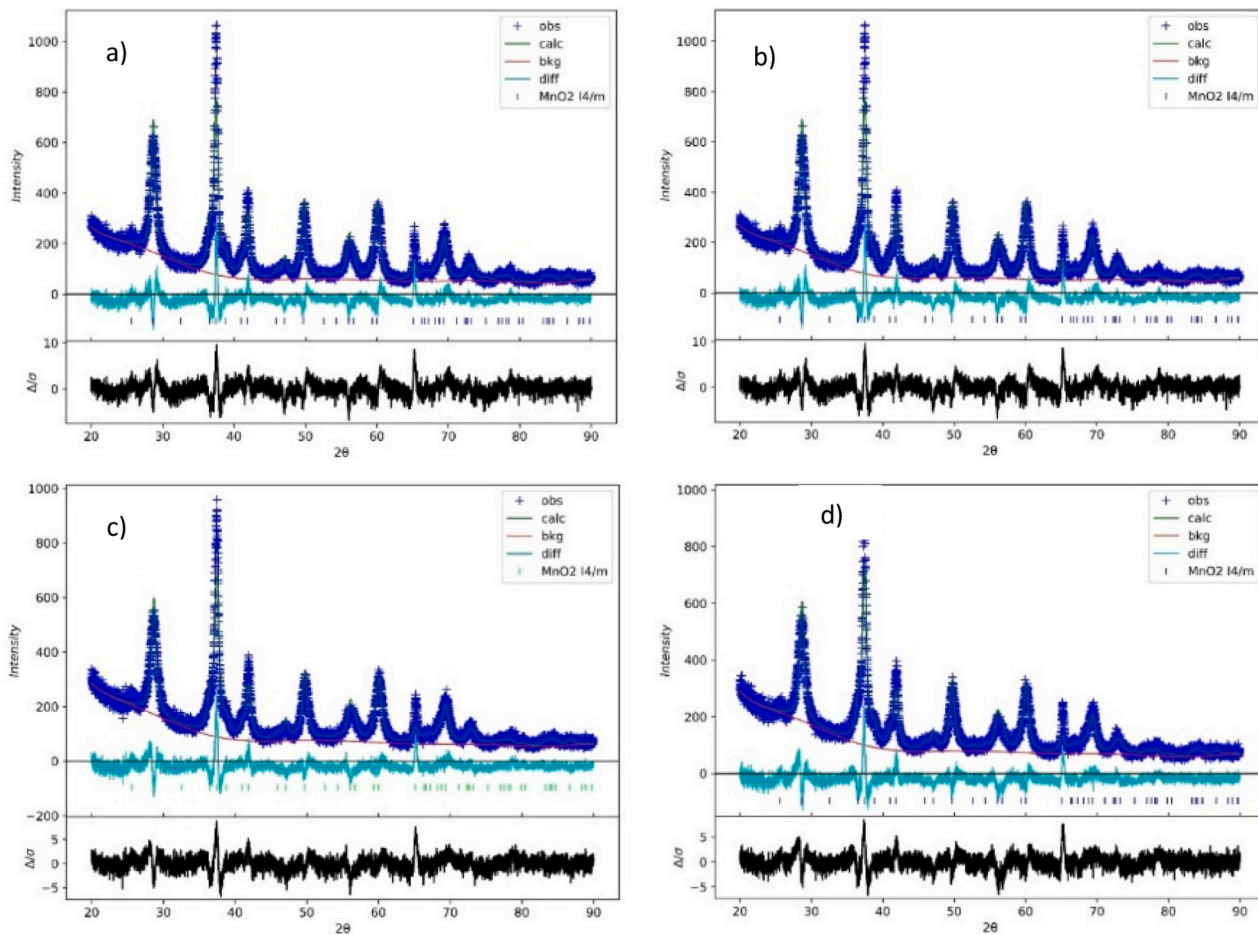 a)
1000
800
600
400
200
0
Intensity
obs
calc
bkg
diff
MnO2 I4/m
10
0
Δ/σ
20 30 40 50 60 70 80 90
2θ
b)
1000
800
600
400
200
0
Intensity
obs
calc
bkg
diff
MnO2 I4/m
10
0
Δ/σ
20 30 40 50 60 70 80 90
2θ
c)
1000
800
600
400
200
0
−200
Intensity
obs
calc
bkg
diff
MnO2 I4/m
5
0
−5
Δ/σ
20 30 40 50 60 70 80 90
2θ
d)
1000
800
600
400
200
0
Intensity
obs
calc
bkg
diff
MnO2 I4/m
5
0
−5
Δ/σ
20 30 40 50 60 70 80 90
2θ